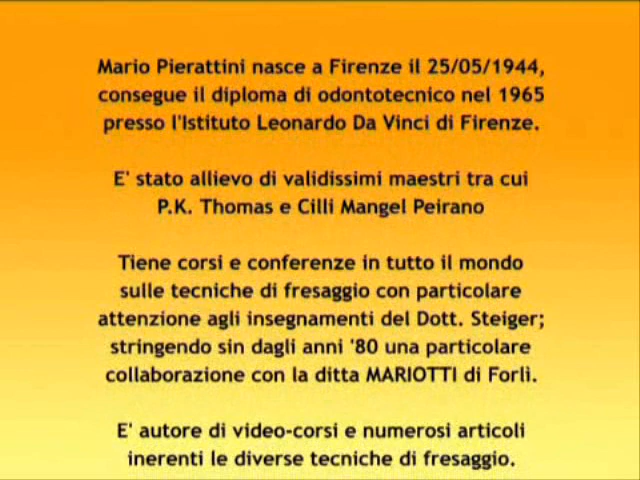 Mario Pierattini nasce a Firenze il 25/05/1944,
consegue il diploma di odontotecnico nel 1965
presso l'Istituto Leonardo Da Vinci di Firenze.
E' stato allievo di validissimi maestri tra cui
P.K. Thomas e Cilli Mangel Peirano
Tiene corsi e conferenze in tutto il mondo
sulle tecniche di fresaggio con particolare
attenzione agli insegnamenti del Dott. Steiger;
stringendo sin dagli anni '80 una particolare
collaborazione con la ditta MARIOTTI di Forlì.
E' autore di video-corsi e numerosi articoli
inerenti le diverse tecniche di fresaggio.